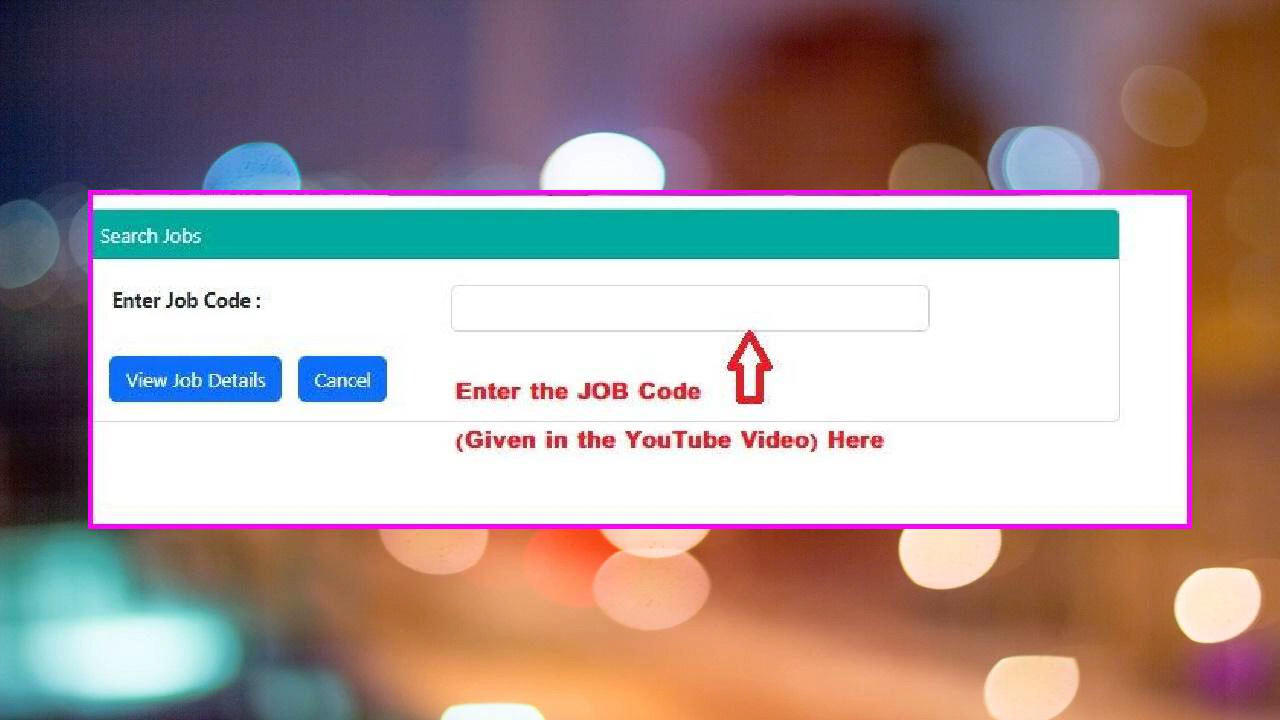 Search Jobs
Enter Job Code :
View Job Details Cancel
Enter the JOB Code
(Given in the YouTube Video) Here